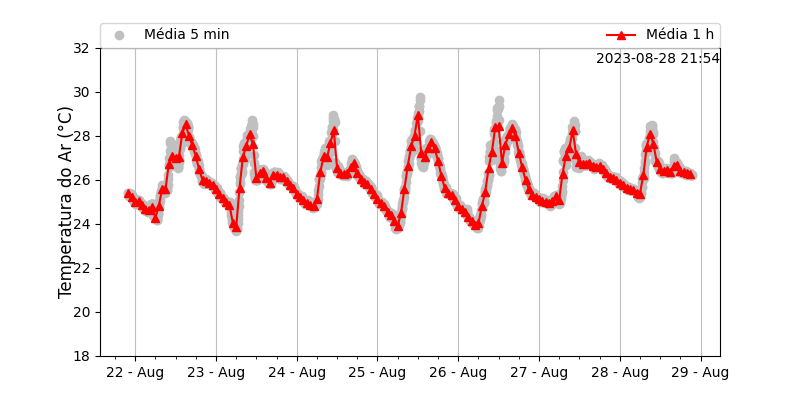 Média 5 min
Média 1 h
2023-08-28 21:54
Temperatura do Ar (°C)
32
30
28
26
24
22
20
18
22 - Aug
23 - Aug
24 - Aug
25 - Aug
26 - Aug
27 - Aug
28 - Aug
29 - Aug